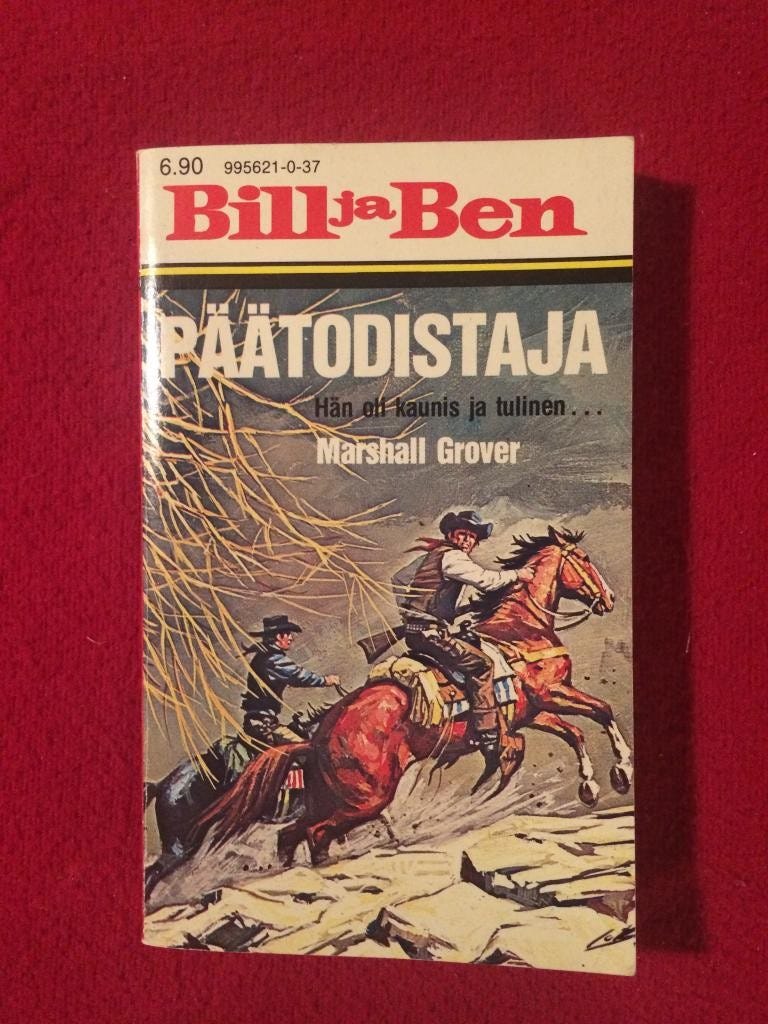 6.90 995621-0-37
Bill ja Ben
PÄÄTODISTAJA
Hän oli kaunis ja tulinen...
Marshall Grover